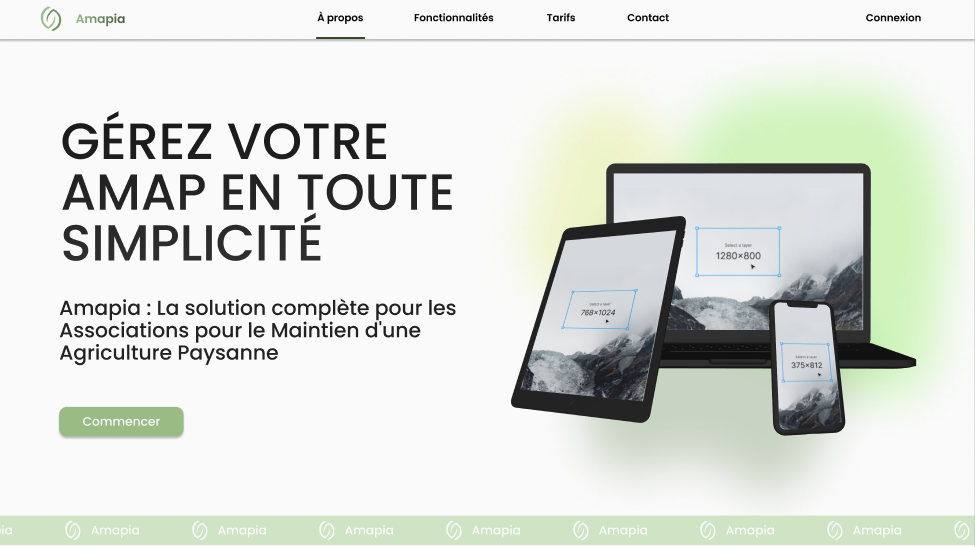 Amapia
À propos
Fonctionnalités
Tarifs
Contact
Connexion
GÉREZ VOTRE
AMAP EN TOUTE
SIMPLICITÉ
Amapia : La solution complète pour les
Associations pour le Maintien d'une
Agriculture Paysanne
Commencer
Select a layer
1280×800
Select a layer
768×1024
Select a layer
375×812
ia
Amapia
Amapia
Amapia
Amapia
Amapia
Amapia
Amapia